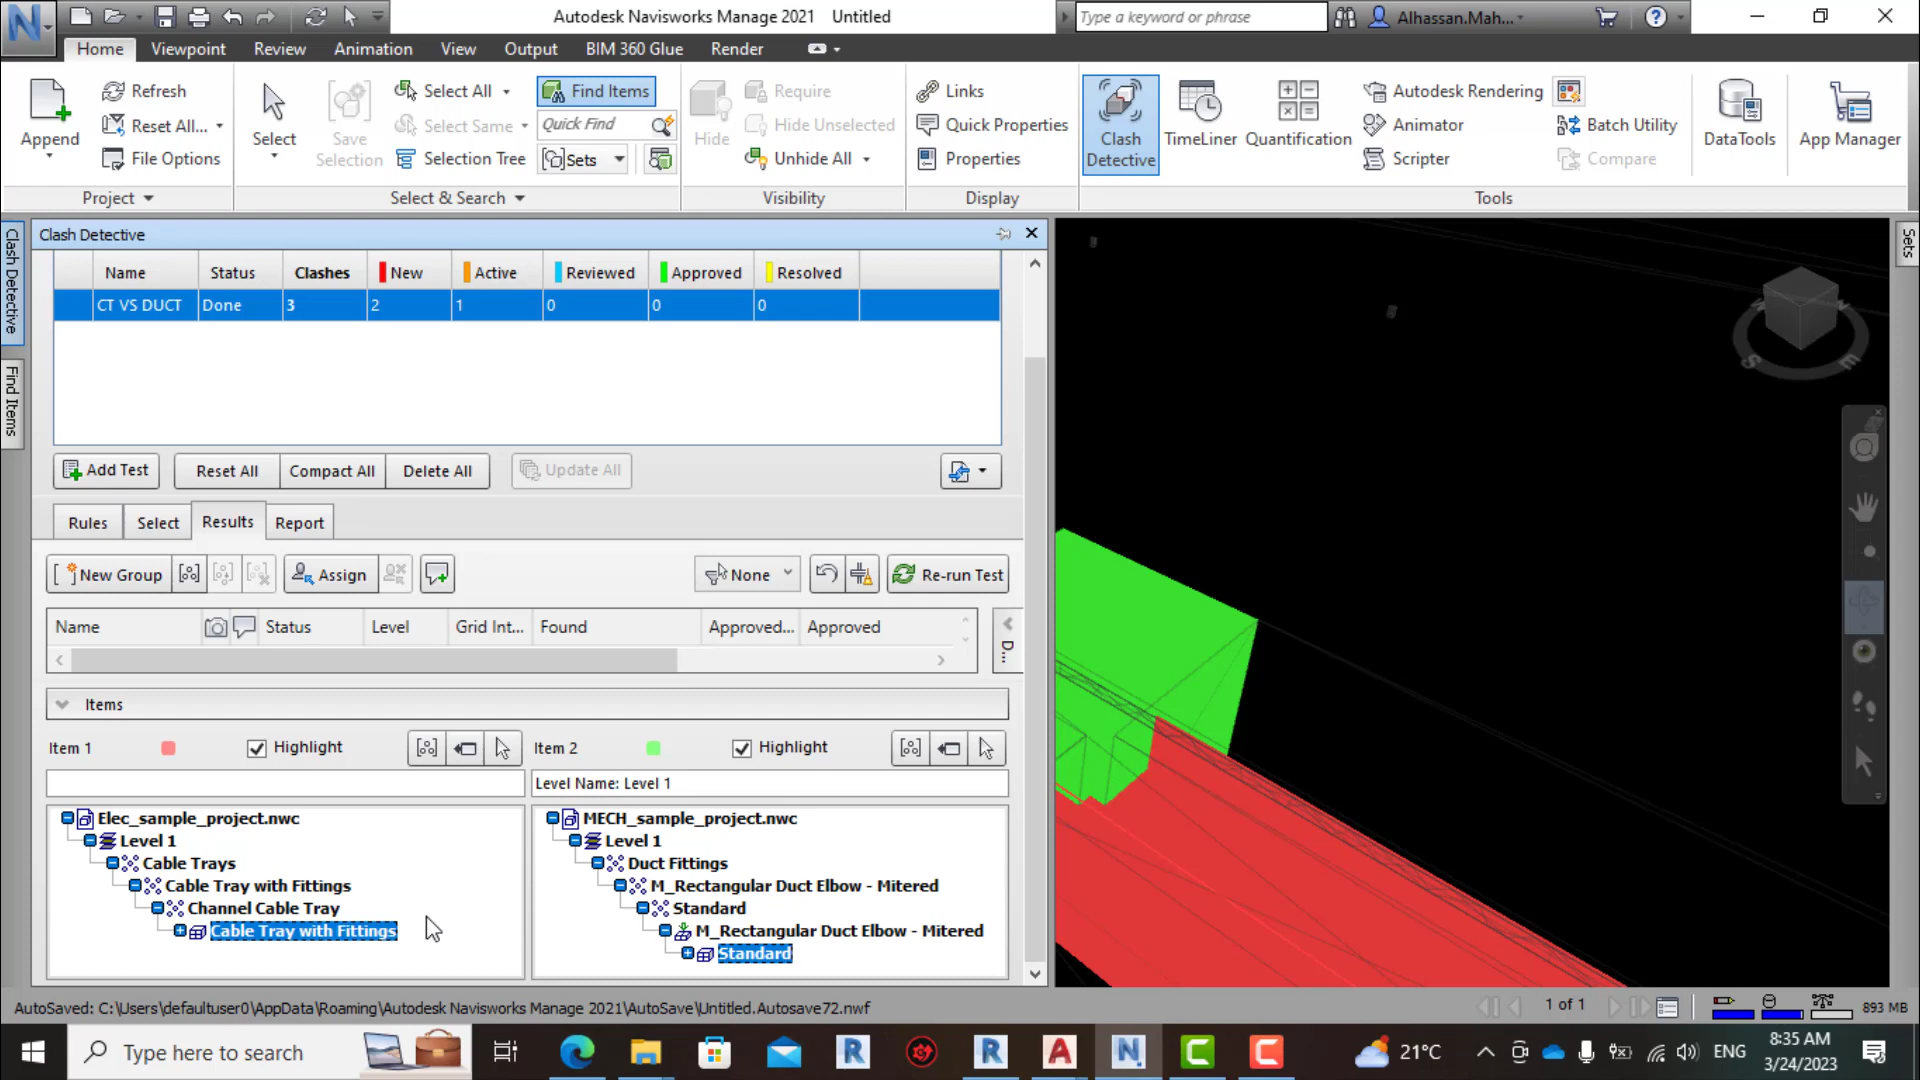 Autodesk Navisworks Manage 2021 Untitled
Type a keyword or phrase
Alhassan.Mah...
Home Viewpoint Review Animation View Output BIM 360 Glue Render
Append
Refresh
Reset All...
File Options
Project
Select
Save Selection
Select All
Select Same
Selection Tree
Find Items
Quick Find
Sets
Select & Search
Hide
Require
Hide Unselected
Unhide All
Visibility
Links
Quick Properties
Properties
Display
Clash Detective
TimeLiner
Quantification
Autodesk Rendering
Animator
Scripter
Batch Utility
Compare
DataTools
App Manager
Tools
Clash Detective
Find Items
Sets
Clash Detective
Name Status Clashes New Active Reviewed Approved Resolved
CT VS DUCT Done 3 2 1 0 0 0
Add Test Reset All Compact All Delete All Update All
Rules Select Results Report
New Group Assign None Re-run Test
Name Status Level Grid Int... Found Approved... Approved
D...
Items
Item 1 Highlight Item 2 Highlight
Level Name: Level 1
Elec_sample_project.nwc
Level 1
Cable Trays
Cable Tray with Fittings
Channel Cable Tray
Cable Tray with Fittings
MECH_sample_project.nwc
Level 1
Duct Fittings
M_Rectangular Duct Elbow - Mitered
Standard
M_Rectangular Duct Elbow - Mitered
Standard
S E
AutoSaved: C:\Users\defaultuser0\AppData\Roaming\Autodesk Navisworks Manage 2021\AutoSave\Untitled.Autosave72.nwf
1 of 1
893 MB
Type here to search
21°C
ENG
8:35 AM
3/24/2023